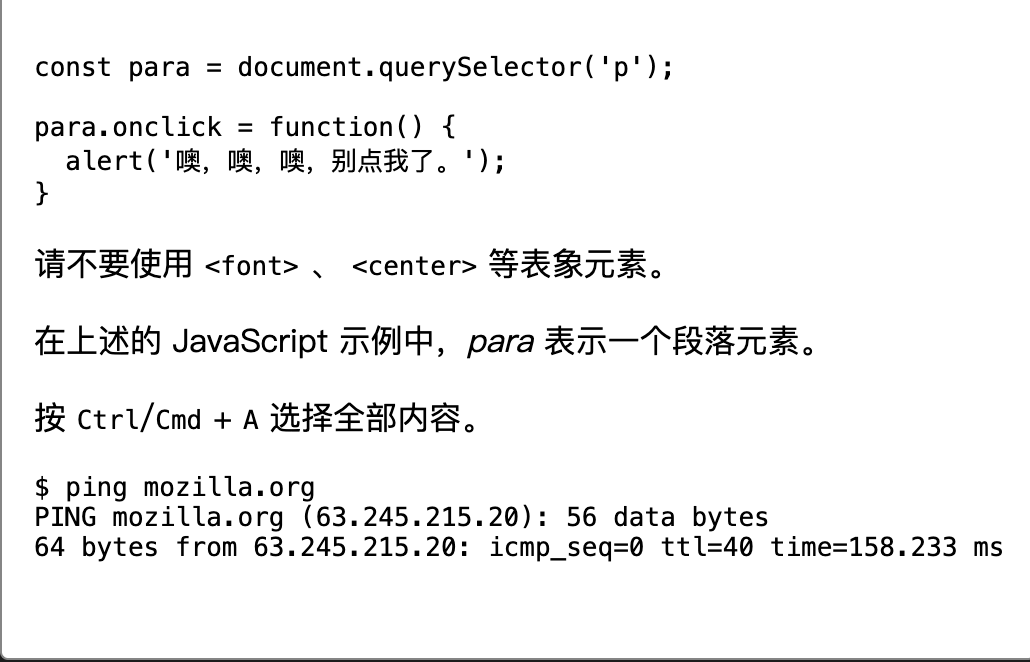 const para = document.querySelector('p');
para.onclick = function() {
  alert('噢，噢，噢，别点我了。');
}
请不要使用 <font> 、 <center> 等表象元素。
在上述的 JavaScript 示例中，para 表示一个段落元素。
按 Ctrl/Cmd + A 选择全部内容。
$ ping mozilla.org
PING mozilla.org (63.245.215.20): 56 data bytes
64 bytes from 63.245.215.20: icmp_seq=0 ttl=40 time=158.233 ms